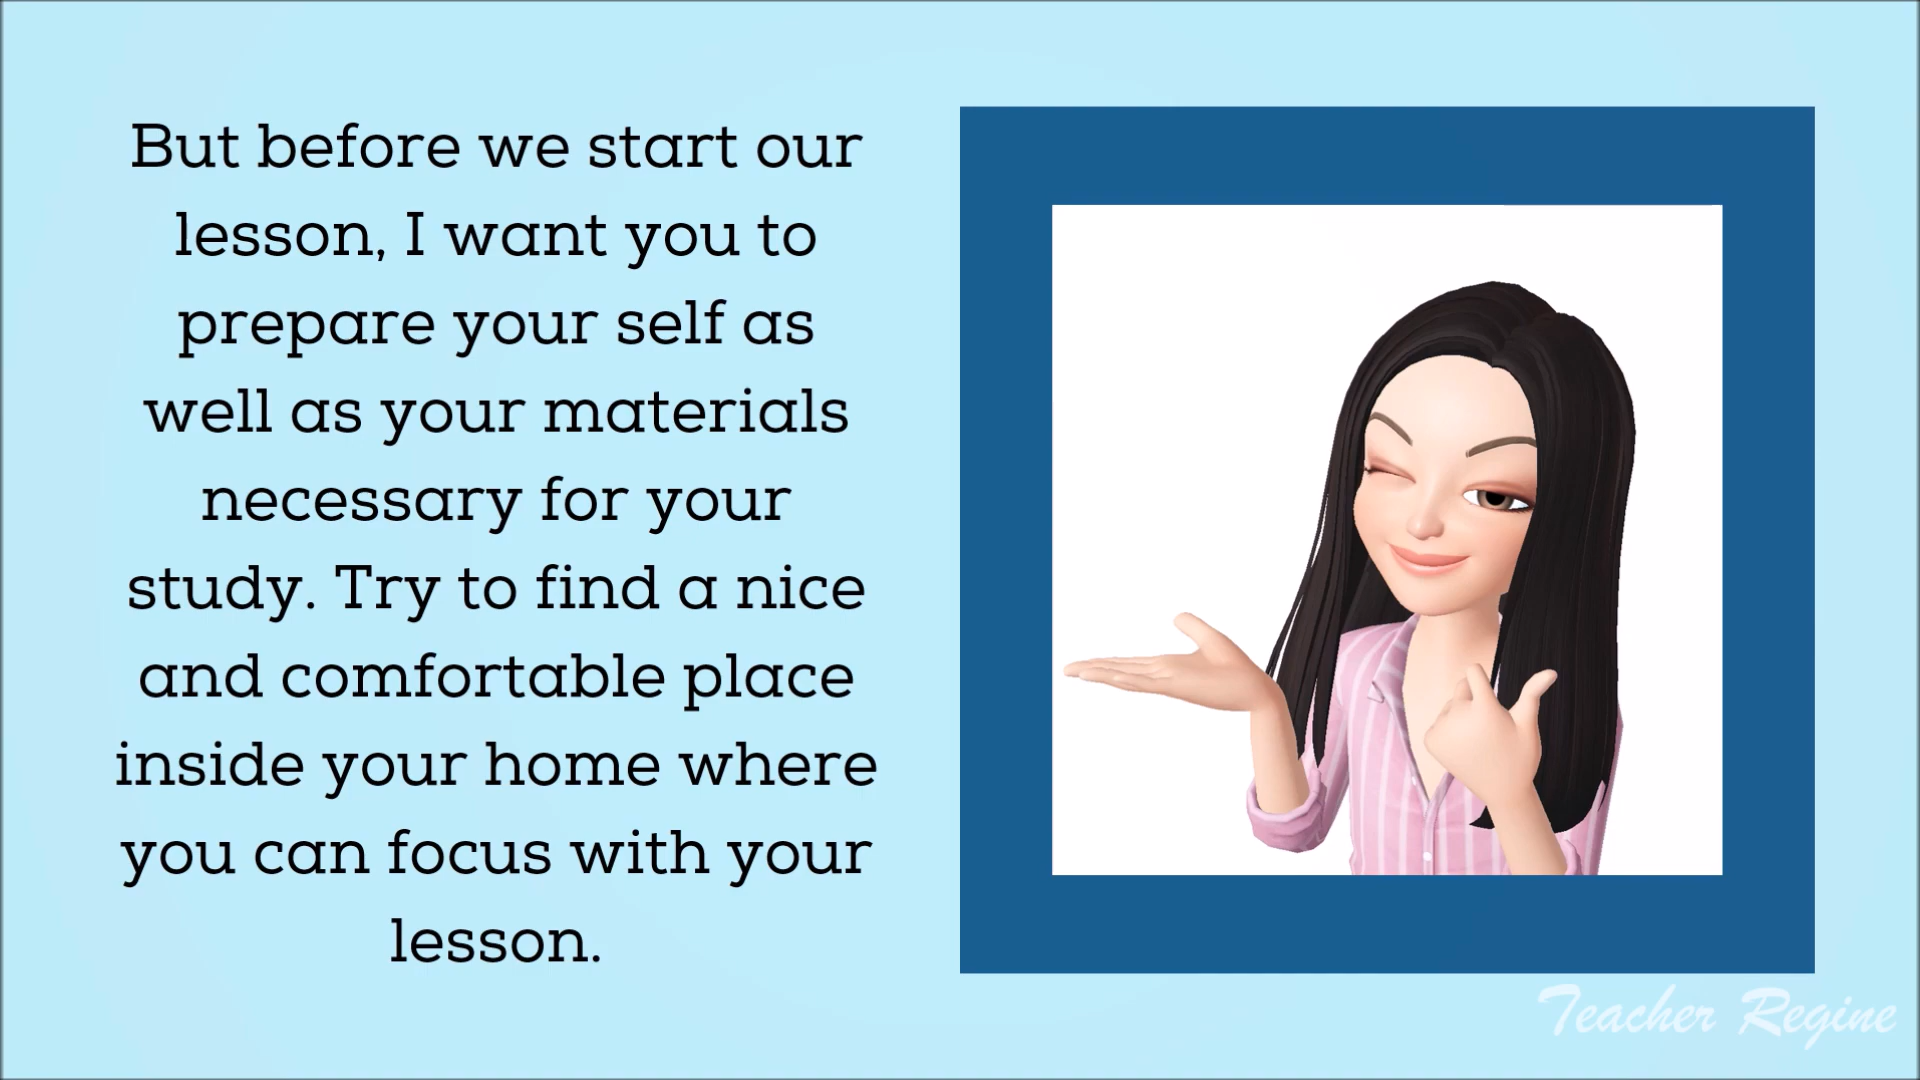 But before we start our
lesson, I want you to
prepare your self as
well as your materials
necessary for your
study. Try to find a nice
and comfortable place
inside your home where
you can focus with your
lesson.
Teacher Regine